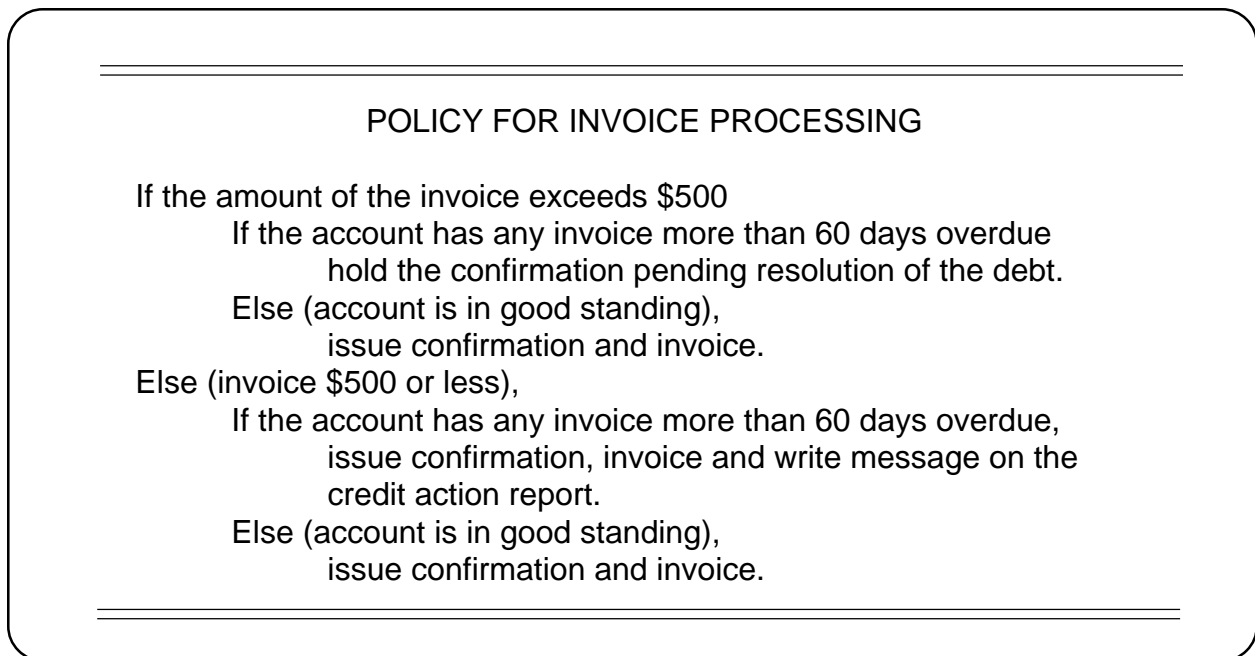 POLICY FOR INVOICE PROCESSING
If the amount of the invoice exceeds $500
If the account has any invoice more than 60 days overdue
hold the confirmation pending resolution of the debt.
Else (account is in good standing),
issue confirmation and invoice.
Else (invoice $500 or less),
If the account has any invoice more than 60 days overdue,
issue confirmation, invoice and write message on the
credit action report.
Else (account is in good standing),
issue confirmation and invoice.